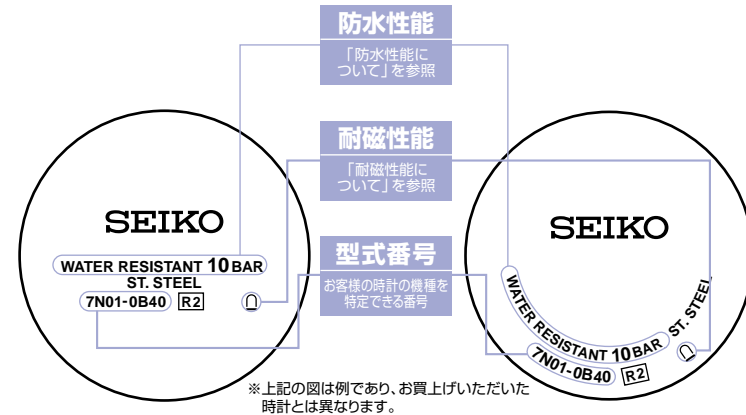 防水性能
「防水性能に
ついて」を参照
耐磁性能
「耐磁性能に
ついて」を参照
型式番号
お客様の時計の機種を
特定できる番号
SEIKO
WATER RESISTANT 10 BAR
ST. STEEL
7N01-0B40 R2
SEIKO
WATER RESISTANT 10 BAR ST. STEEL
7N01-0B40 R2
※上記の図は例であり、お買上げいただいた
時計とは異なります。